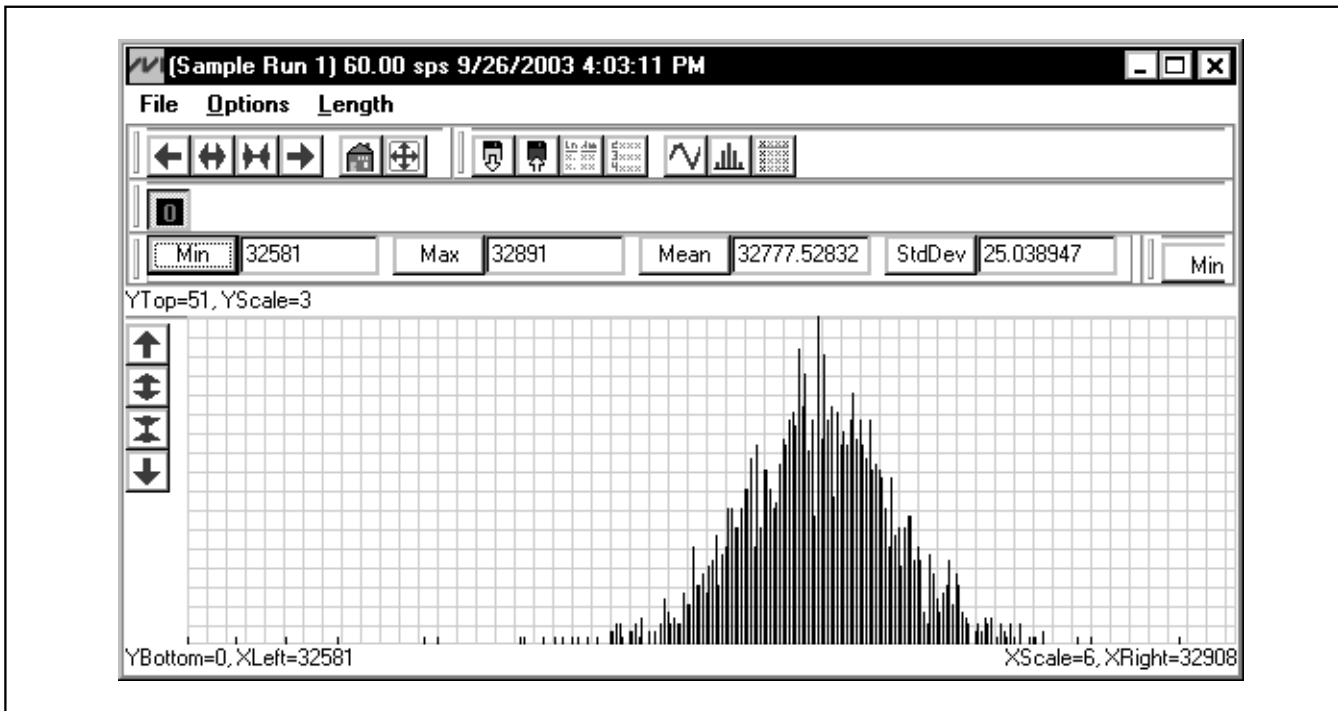 (Sample Run 1) 60.00 sps 9/26/2003 4:03:11 PM
File Options Length
0
Min 32581 Max 32891 Mean 32777.52832 StdDev 25.038947 Min
YTop=51, YScale=3
YBottom=0, XLeft=32581 XScale=6, XRight=32908